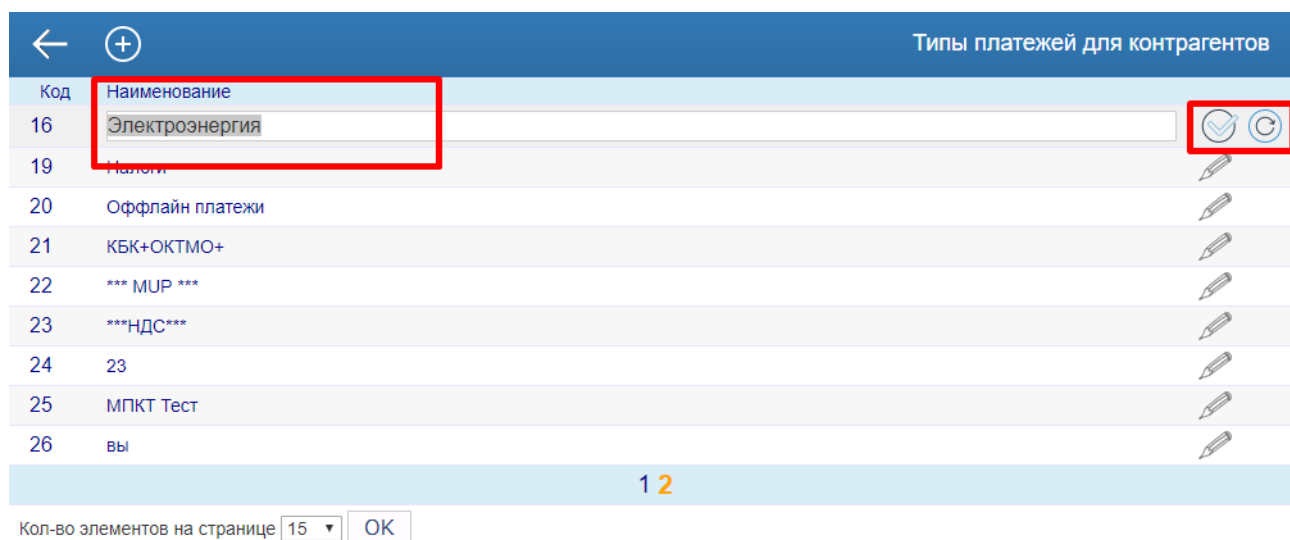 Типы платежей для контрагентов
Код Наименование
16 Электроэнергия
19 Налоги
20 Оффлайн платежи
21 КБК+ОКТМО+
22 *** MUP ***
23 ***НДС***
24 23
25 МПКТ Тест
26 вы
1 2
Кол-во элементов на странице 15 OK